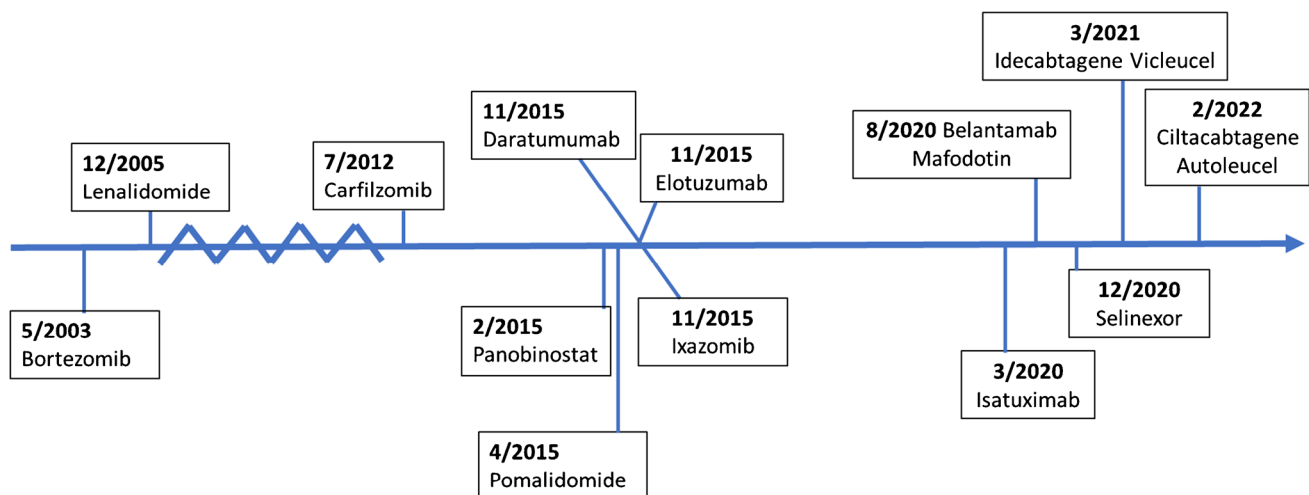 5/2003
Bortezomib
12/2005
Lenalidomide
7/2012
Carfilzomib
2/2015
Panobinostat
4/2015
Pomalidomide
11/2015
Daratumumab
11/2015
Elotuzumab
11/2015
Ixazomib
3/2020
Isatuximab
8/2020 Belantamab
Mafodotin
12/2020
Selinexor
3/2021
Idecabtagene Vicleucel
2/2022
Ciltacabtagene
Autoleucel